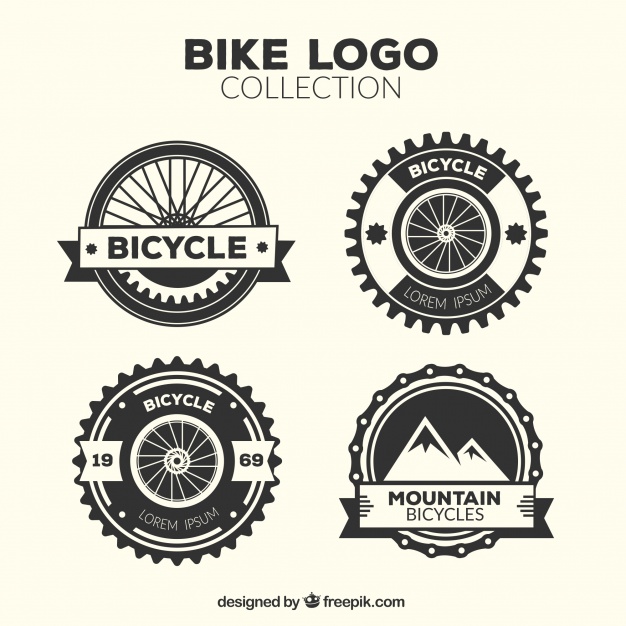 BIKE LOGO
COLLECTION
BICYCLE
BICYCLE
LOREM IPSUM
BICYCLE
19 69
LOREM IPSUM
MOUNTAIN
BICYCLES
designed by freepik.com